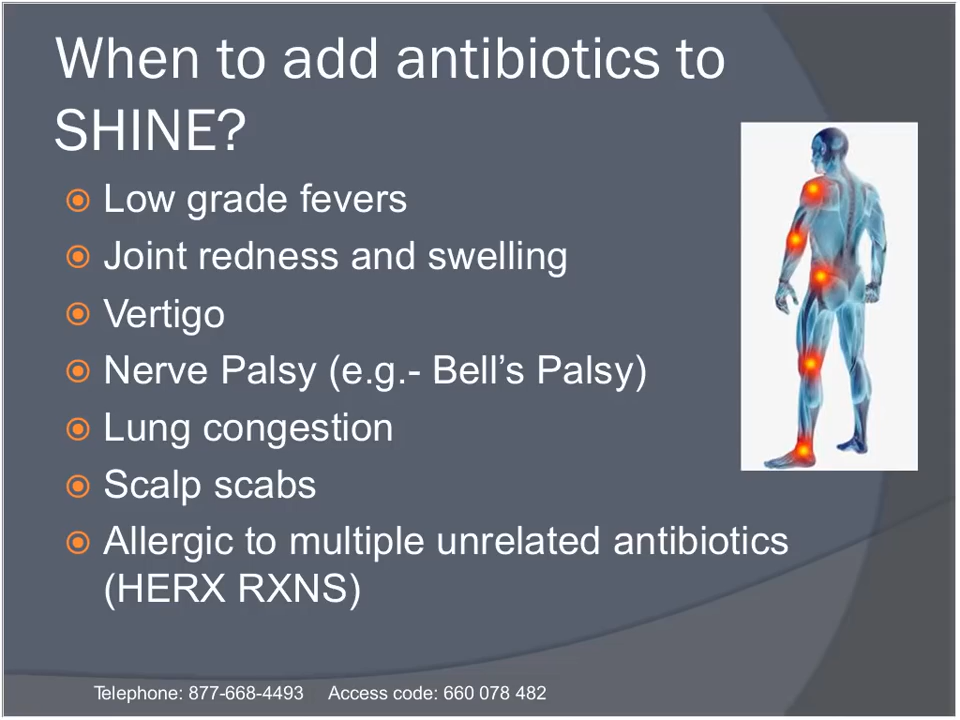 When to add antibiotics to
SHINE?
Low grade fevers
Joint redness and swelling
Vertigo
Nerve Palsy (e.g.- Bell’s Palsy)
Lung congestion
Scalp scabs
Allergic to multiple unrelated antibiotics
(HERX RXNS)
Telephone: 877-668-4493 Access code: 660 078 482